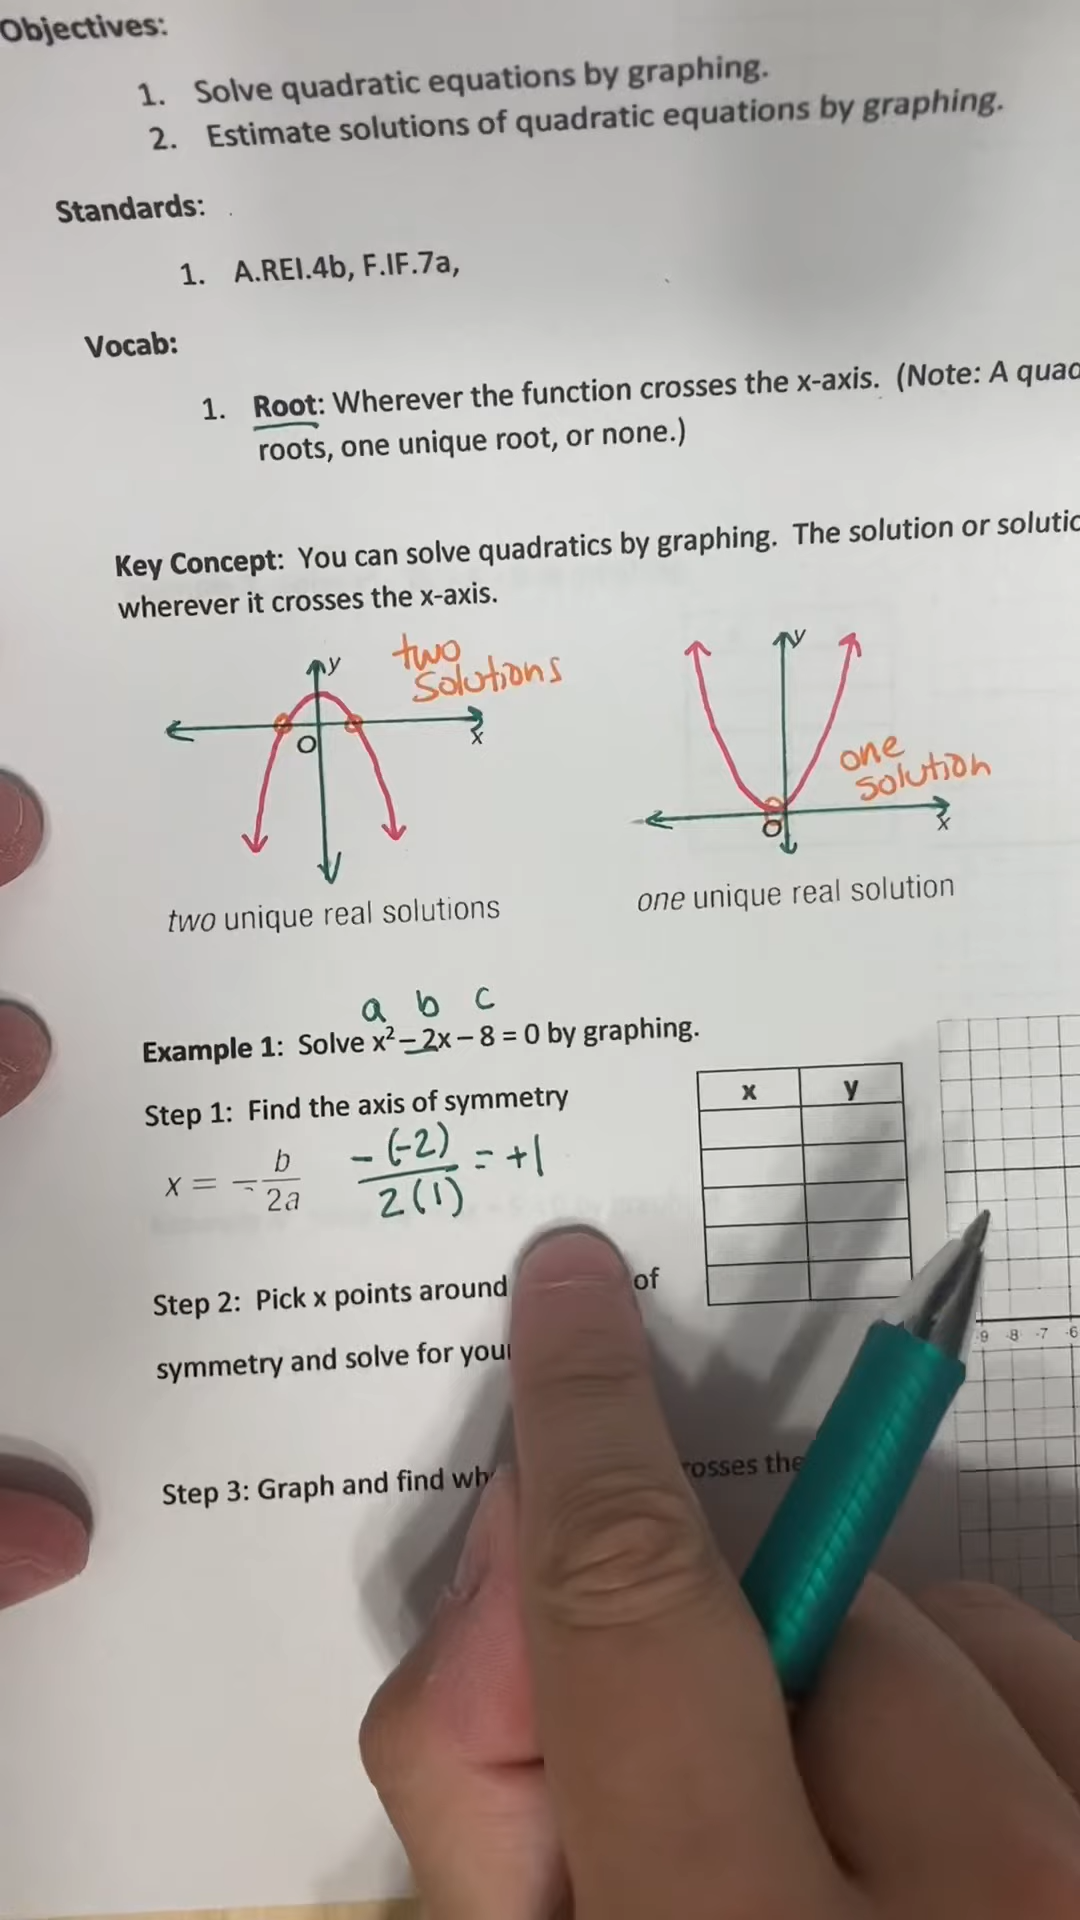 Objectives:
1. Solve quadratic equations by graphing.
2. Estimate solutions of quadratic equations by graphing.
Standards:
1. A.REI.4b, F.IF.7a,
Vocab:
1. Root: Wherever the function crosses the x-axis. (Note: A
roots, one unique root, or none.)
Key Concept: You can solve quadratics by graphing. The solution or
wherever it crosses the x-axis.
y
two
solutions
O
x
two unique real solutions
y
one
solution
O
x
one unique real solution
a b c
Example 1: Solve x² – 2x – 8 = 0 by graphing.
Step 1: Find the axis of symmetry
x = -b/2a -(-2)/2(1) = +1
x y
Step 2: Pick x points around of
symmetry and solve for
Step 3: Graph and find the
-9 -8 -7 -6